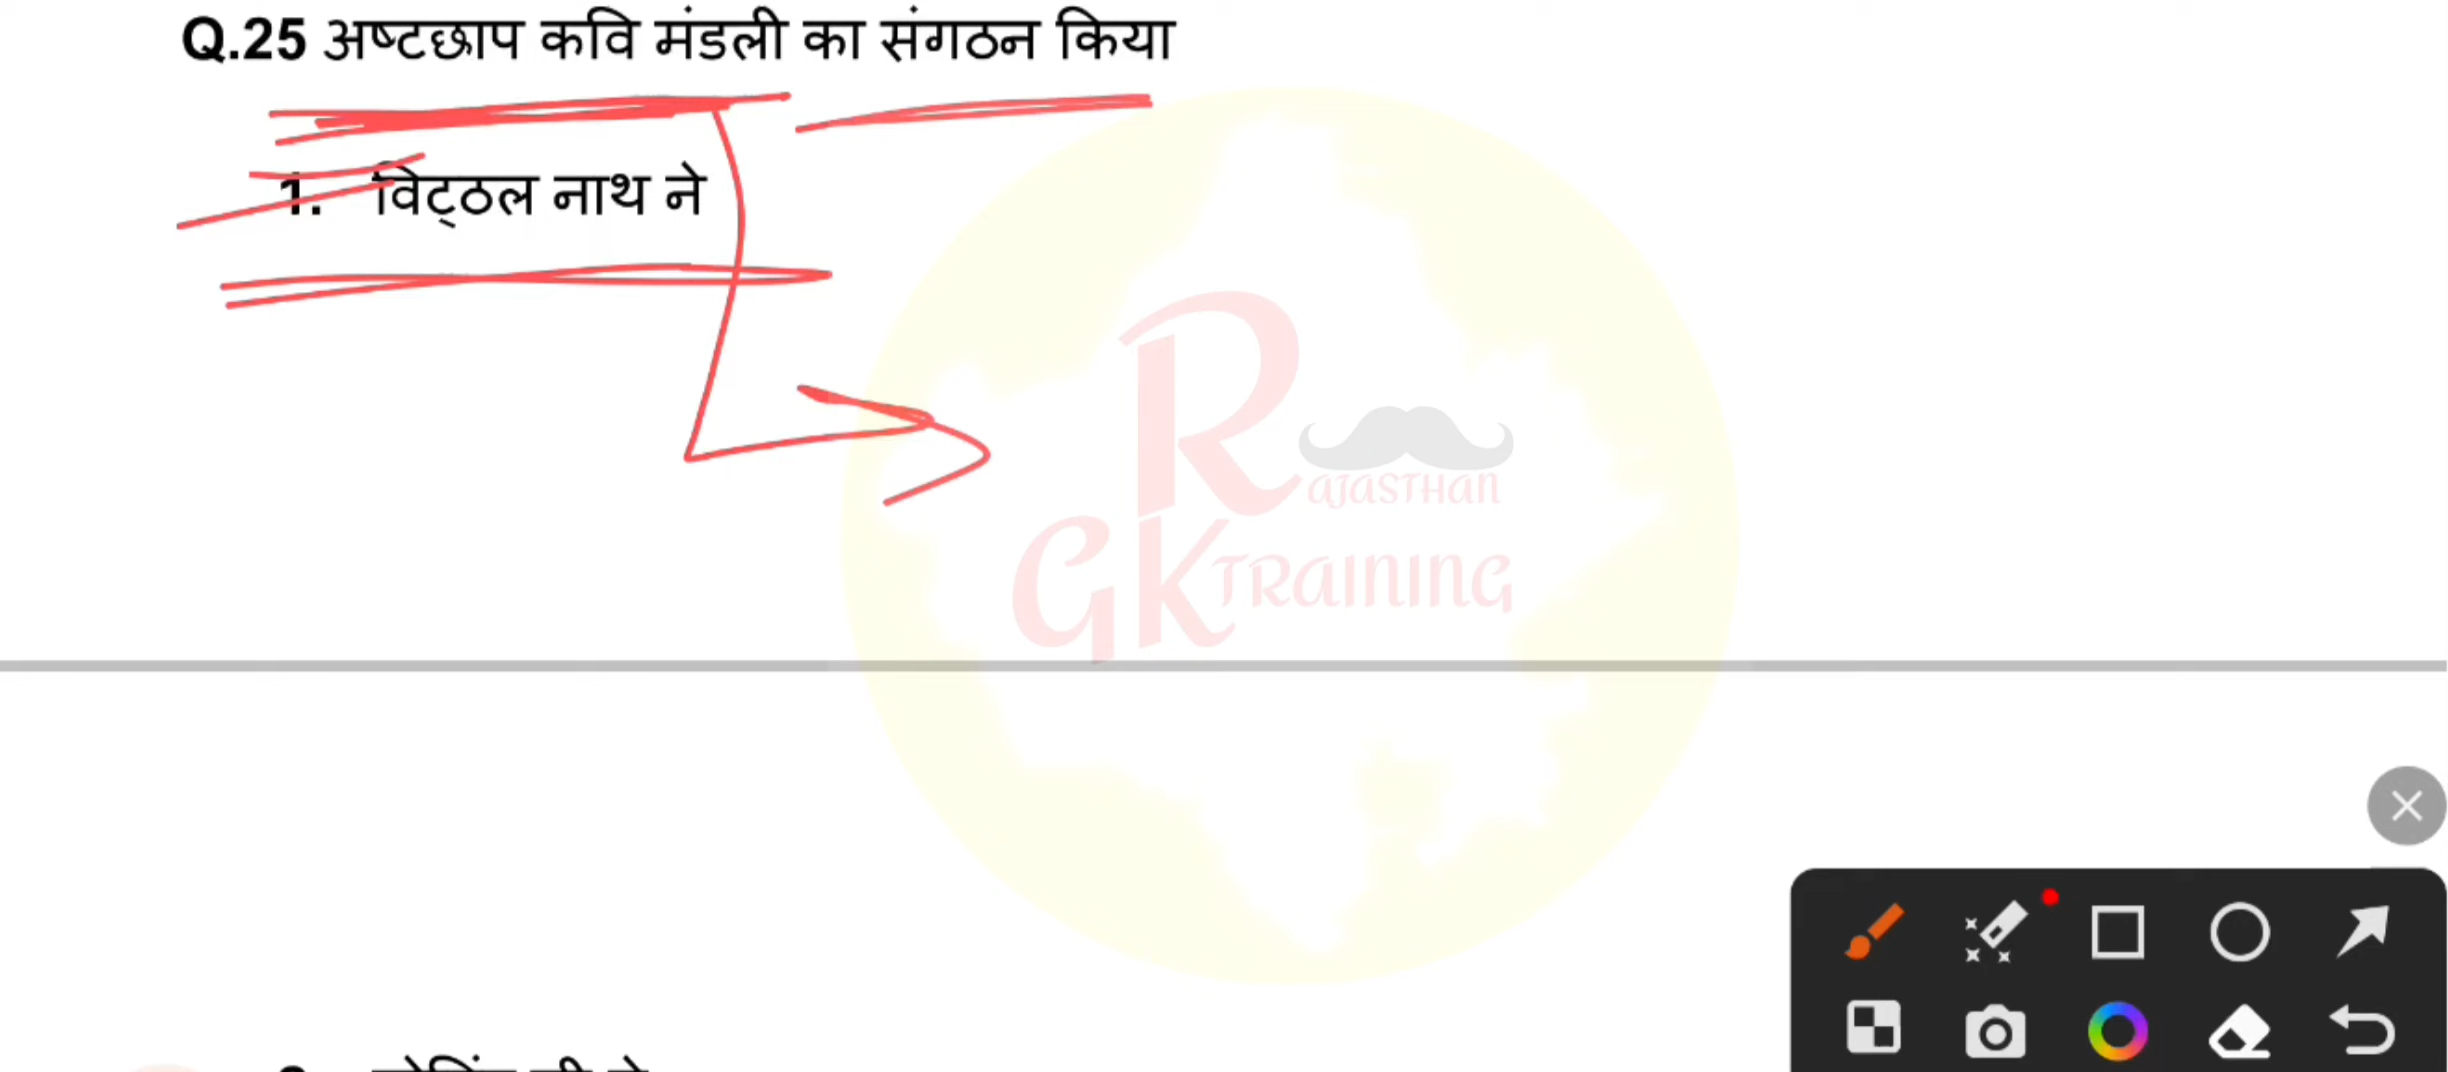 Q.25 अष्टछाप कवि मंडली का संगठन किया
1. विट्ठल नाथ ने
RAJASTHAN
GK TRAINING